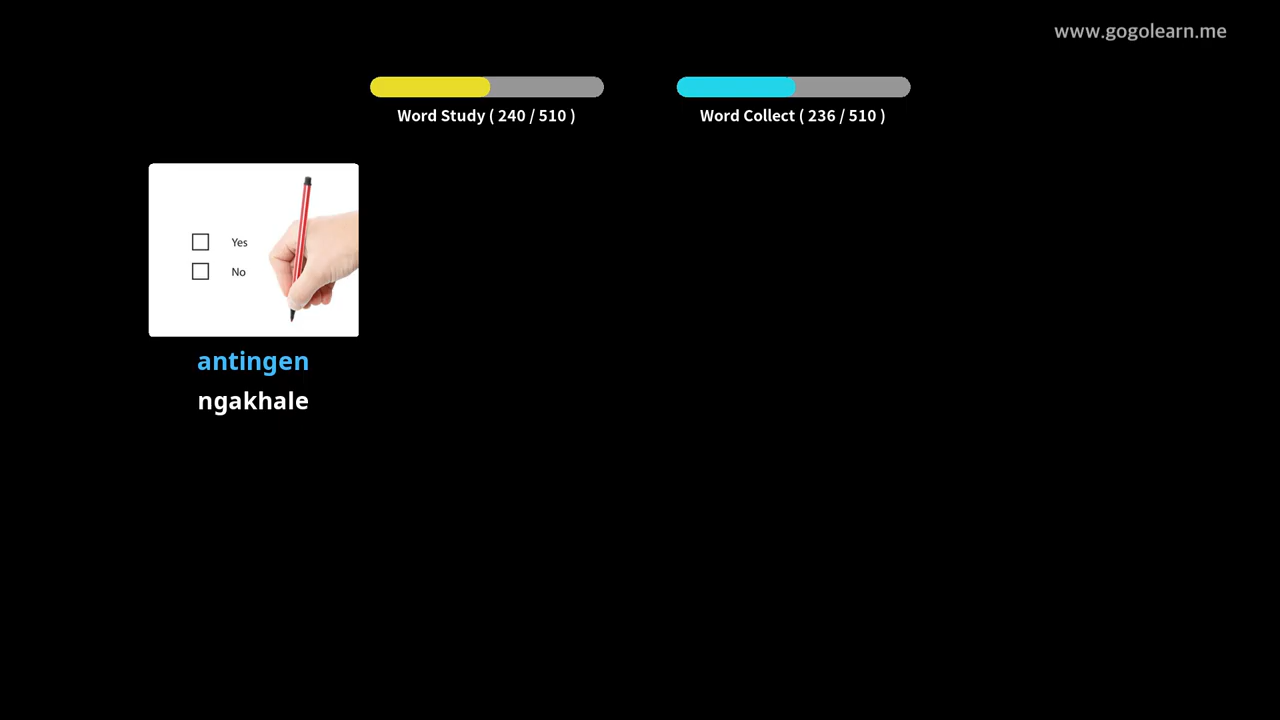 www.gogolearn.me
Word Study ( 240 / 510 )
Word Collect ( 236 / 510 )
Yes
No
antingen
ngakhale